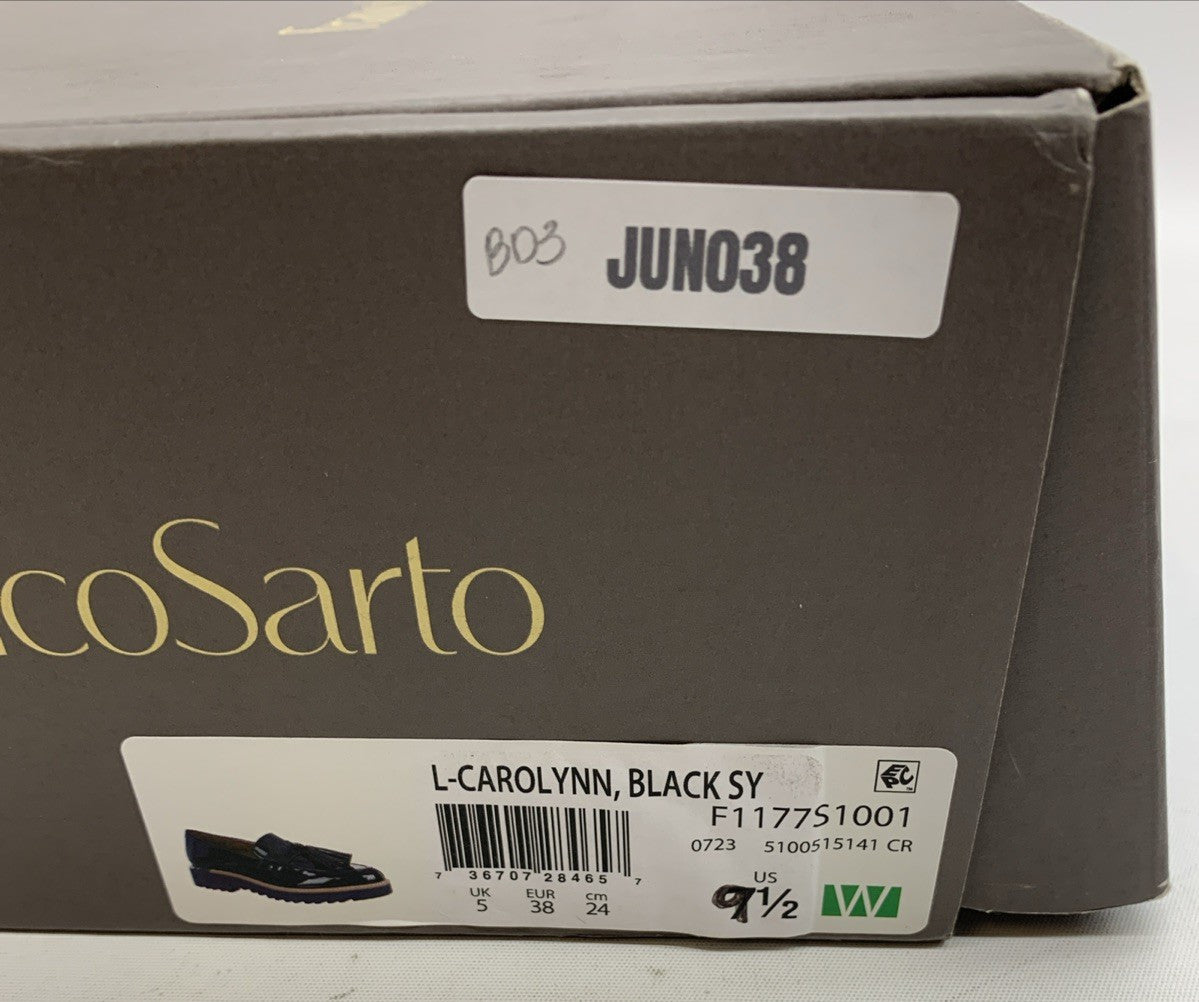 B03 JUN038
coSarto
L-CAROLYNN, BLACK SY
F1177S1001
0723 5100515141 CR
7 36707 28465 7
UK EUR cm US
5 38 24 9 1/2 W